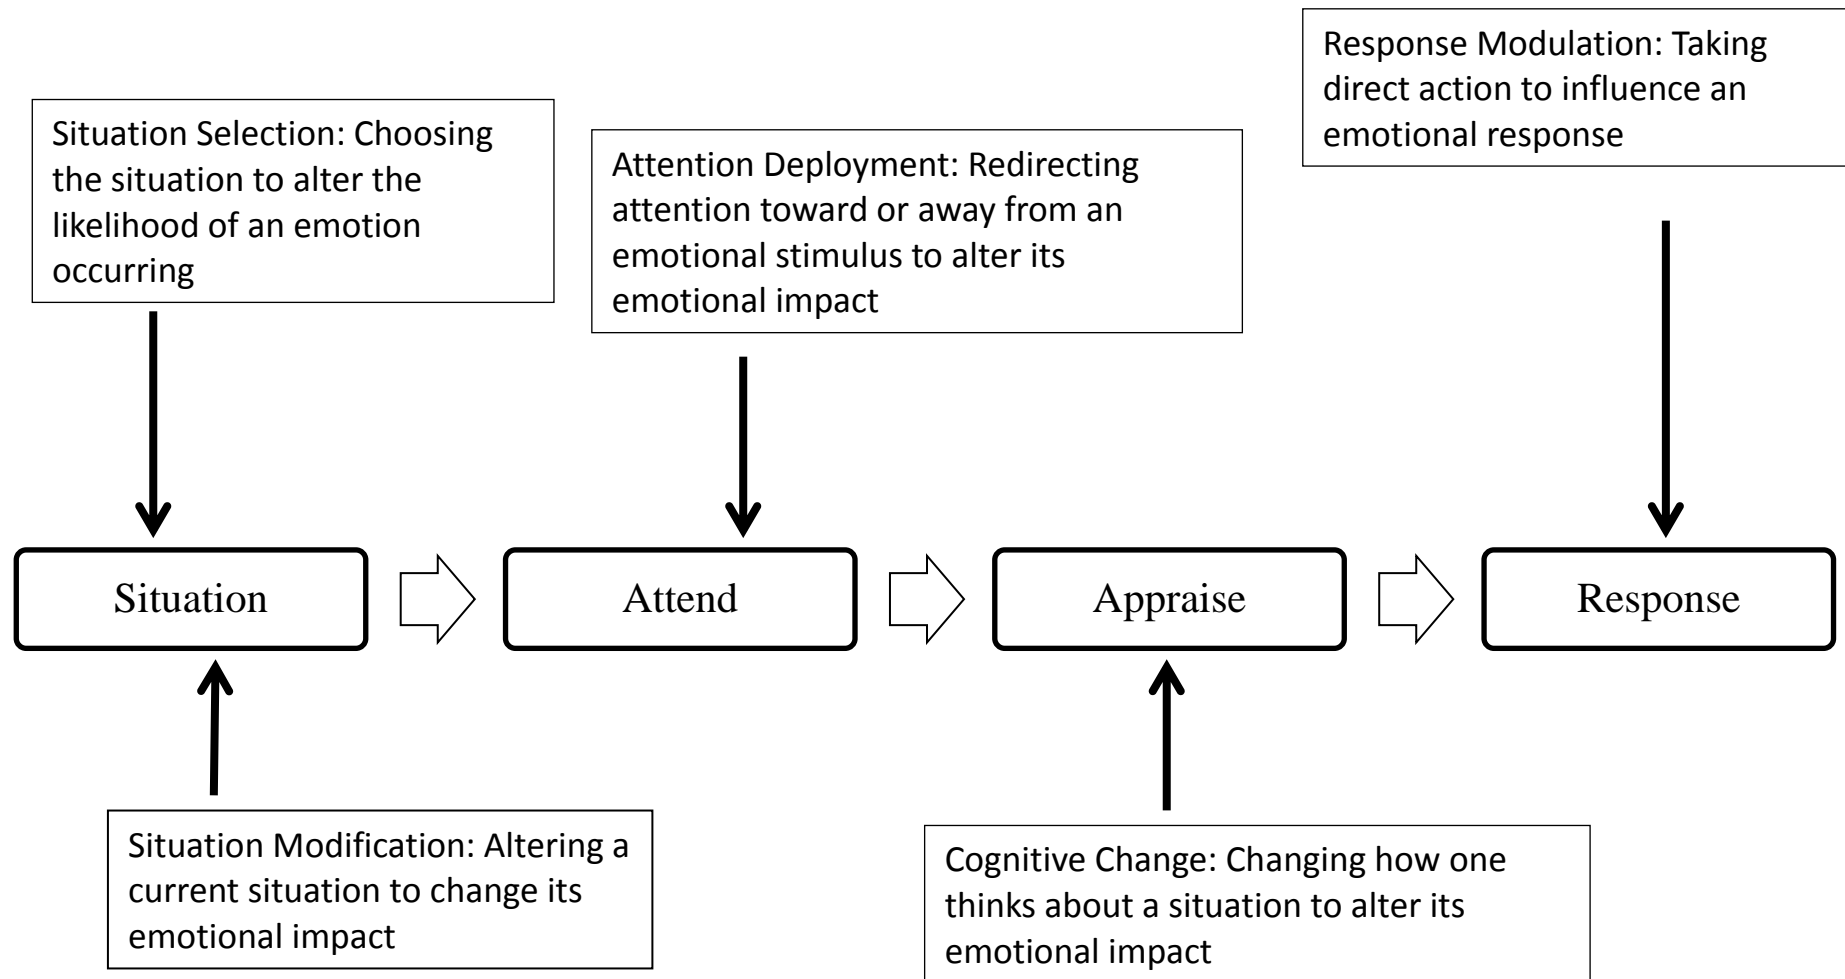 Response Modulation: Taking
direct action to influence an
emotional response
Situation Selection: Choosing
the situation to alter the
likelihood of an emotion
occurring
Attention Deployment: Redirecting
attention toward or away from an
emotional stimulus to alter its
emotional impact
Situation
Attend
Appraise
Response
Situation Modification: Altering a
current situation to change its
emotional impact
Cognitive Change: Changing how one
thinks about a situation to alter its
emotional impact